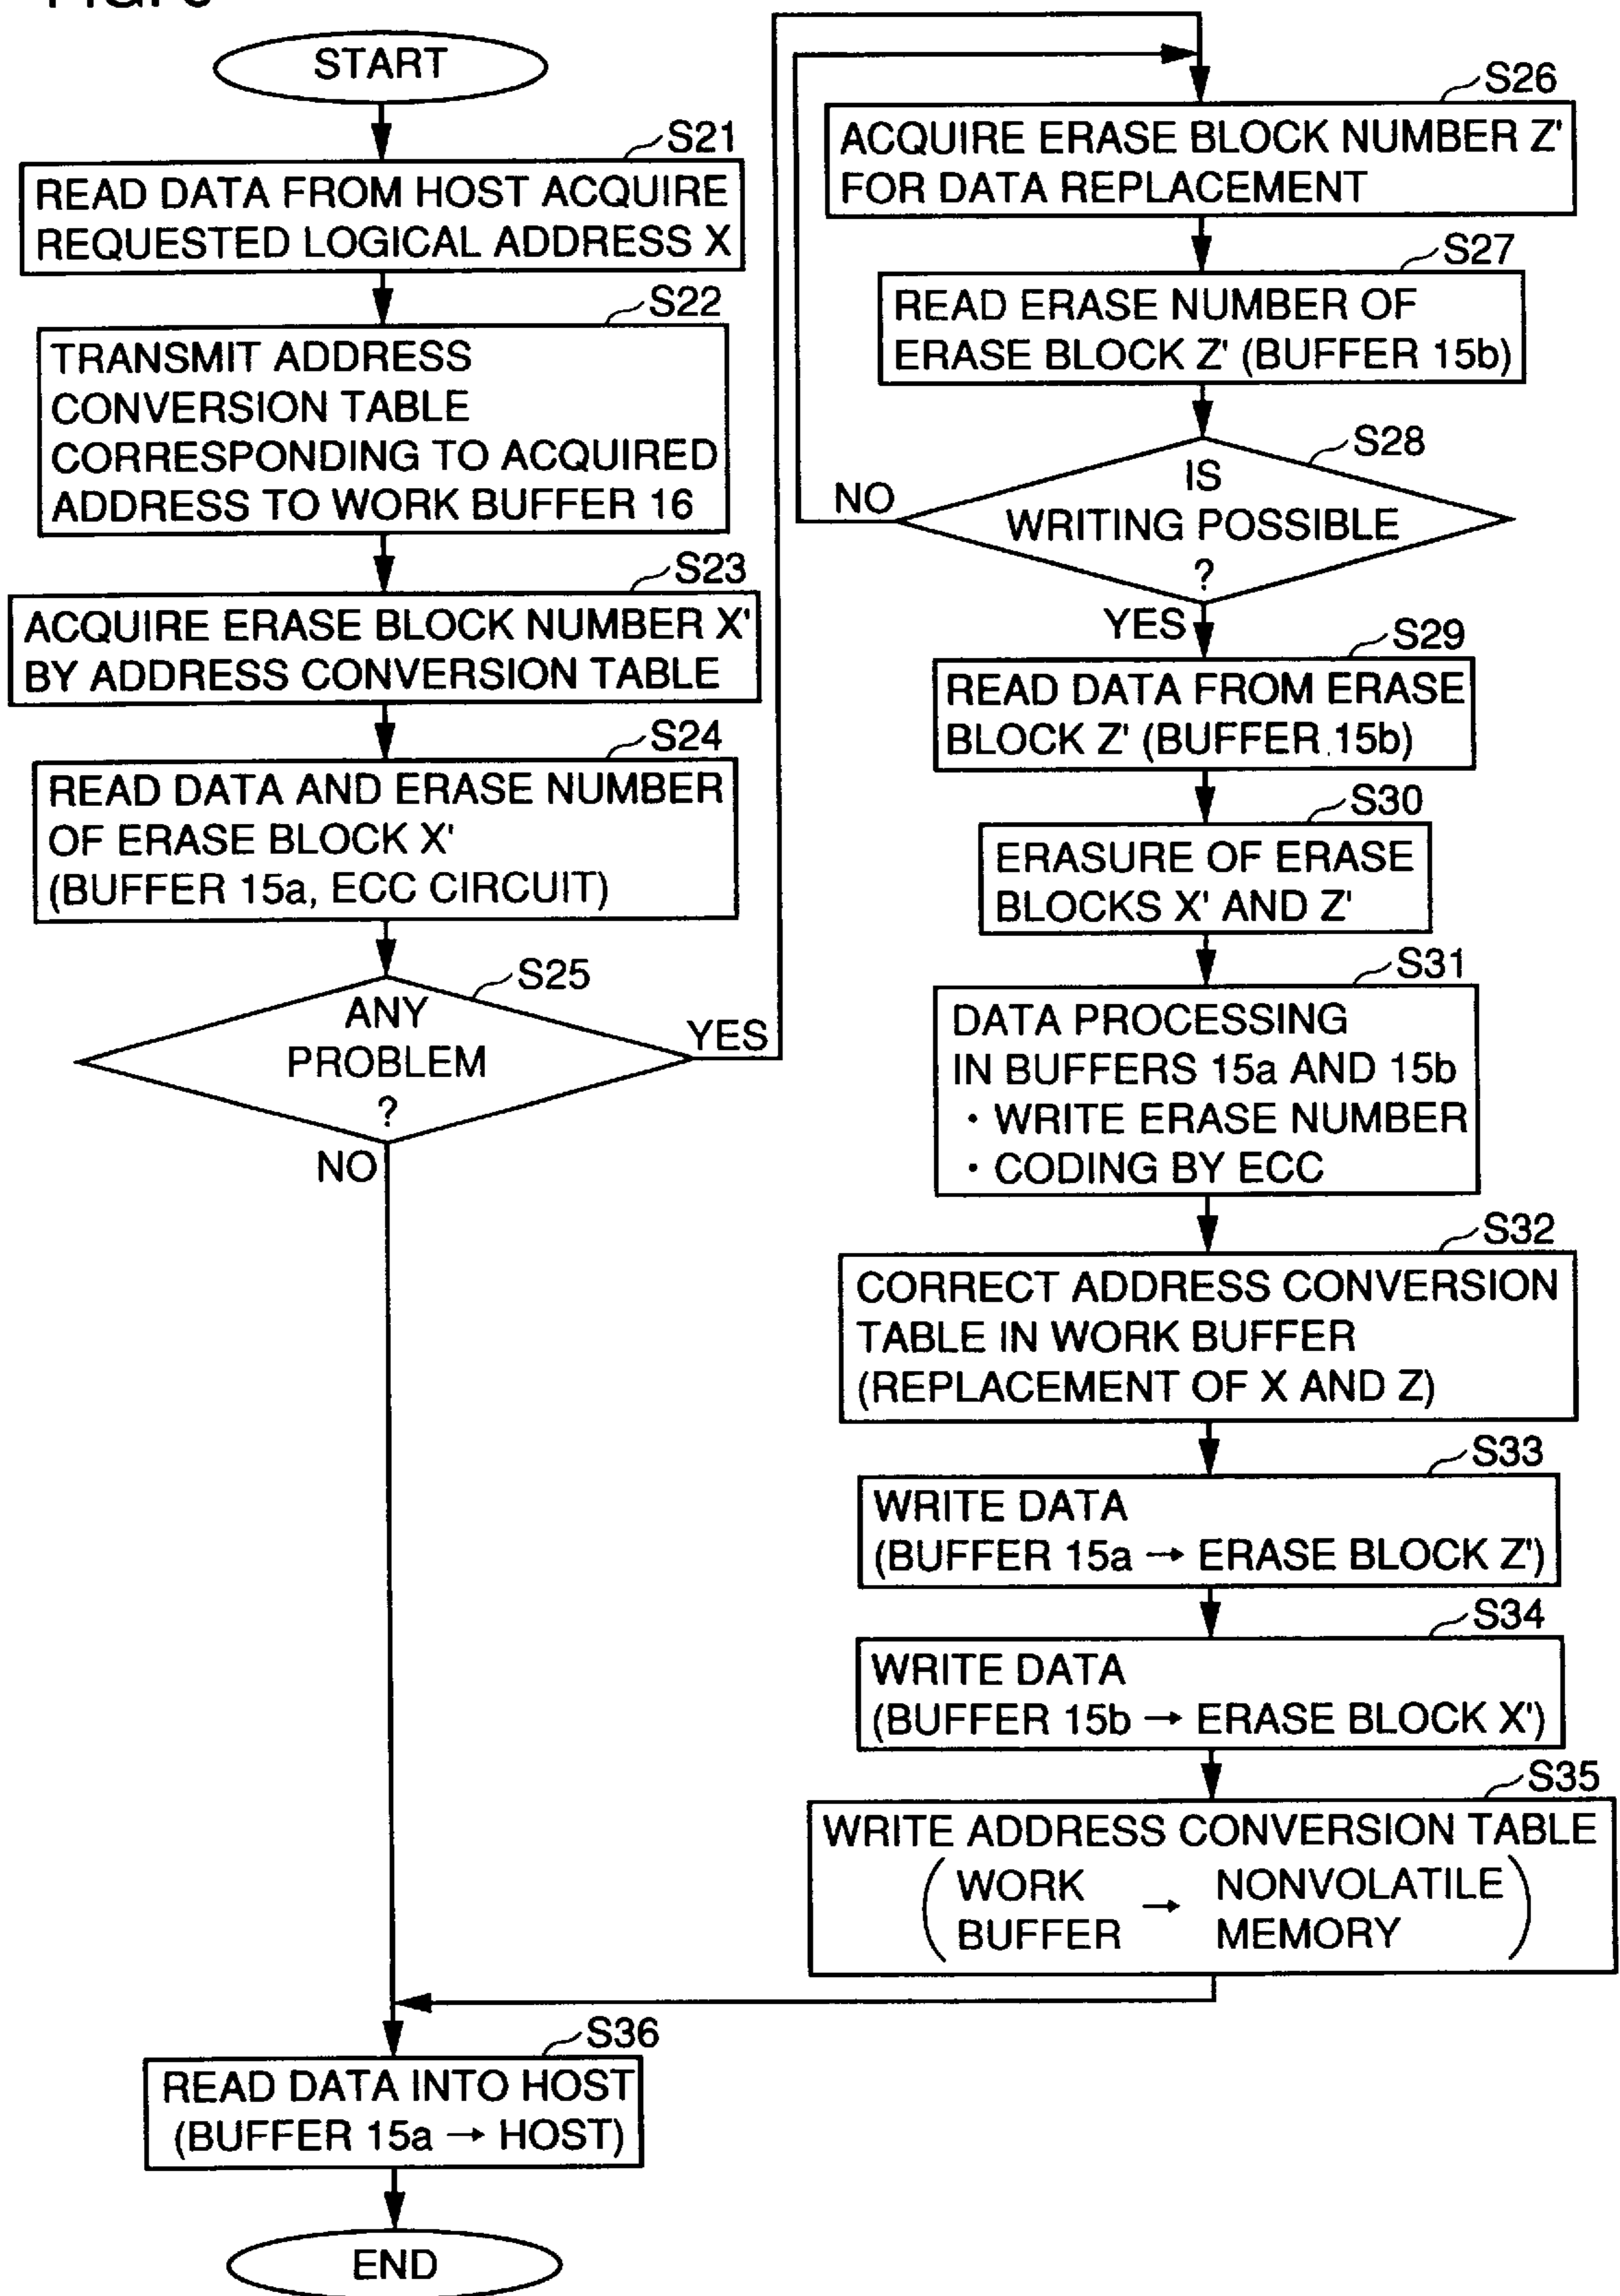 START
S21
READ DATA FROM HOST ACQUIRE
REQUESTED LOGICAL ADDRESS X
S22
TRANSMIT ADDRESS
CONVERSION TABLE
CORRESPONDING TO ACQUIRED
ADDRESS TO WORK BUFFER 16
S23
ACQUIRE ERASE BLOCK NUMBER X'
BY ADDRESS CONVERSION TABLE
S24
READ DATA AND ERASE NUMBER
OF ERASE BLOCK X'
(BUFFER 15a, ECC CIRCUIT)
S25
ANY
PROBLEM
?
YES
NO
S26
ACQUIRE ERASE BLOCK NUMBER Z'
FOR DATA REPLACEMENT
S27
READ ERASE NUMBER OF
ERASE BLOCK Z' (BUFFER 15b)
S28
IS
WRITING POSSIBLE
?
NO
YES
S29
READ DATA FROM ERASE
BLOCK Z' (BUFFER 15b)
S30
ERASURE OF ERASE
BLOCKS X' AND Z'
S31
DATA PROCESSING
IN BUFFERS 15a AND 15b
・WRITE ERASE NUMBER
・CODING BY ECC
S32
CORRECT ADDRESS CONVERSION
TABLE IN WORK BUFFER
(REPLACEMENT OF X AND Z)
S33
WRITE DATA
(BUFFER 15a → ERASE BLOCK Z')
S34
WRITE DATA
(BUFFER 15b → ERASE BLOCK X')
S35
WRITE ADDRESS CONVERSION TABLE
(WORK BUFFER → NONVOLATILE MEMORY)
S36
READ DATA INTO HOST
(BUFFER 15a → HOST)
END